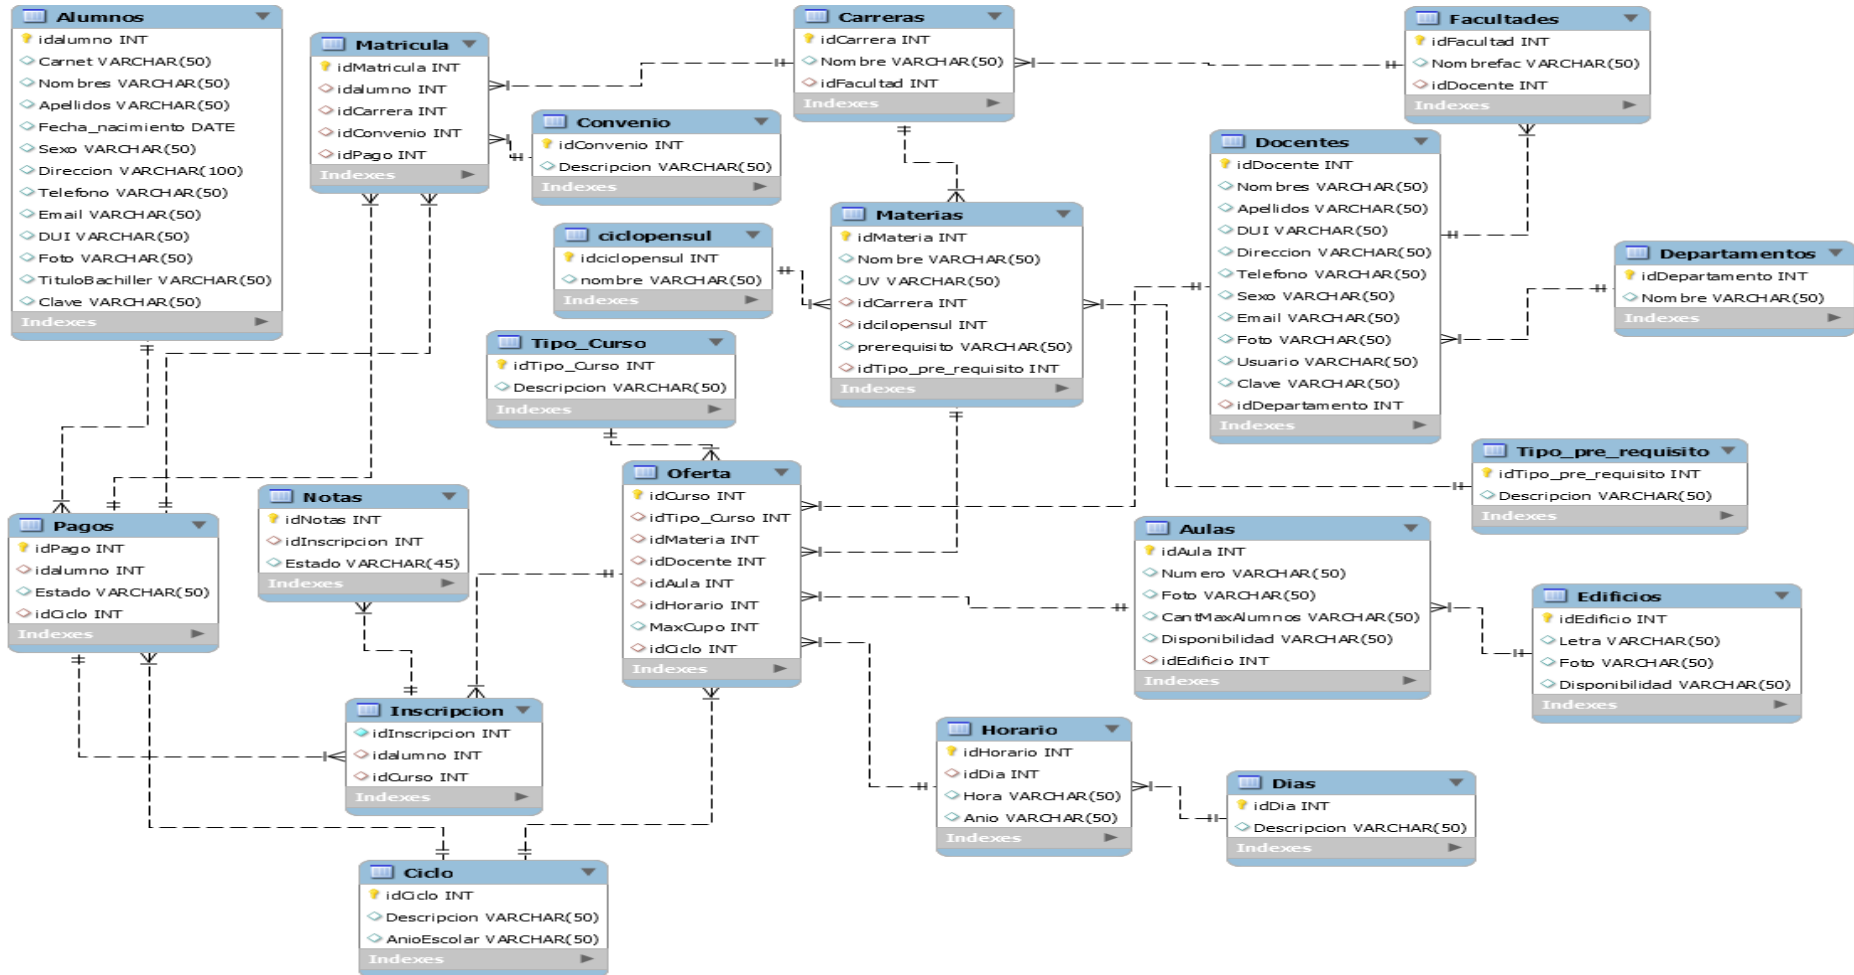 Alumnos
idalumno INT
Carnet VARCHAR(50)
Nombres VARCHAR(50)
Apellidos VARCHAR(50)
Fecha_nacimiento DATE
Sexo VARCHAR(50)
Direccion VARCHAR(100)
Telefono VARCHAR(50)
Email VARCHAR(50)
DUI VARCHAR(50)
Foto VARCHAR(50)
TituloBachiller VARCHAR(50)
Clave VARCHAR(50)
Indexes
Matricula
idMatricula INT
idalumno INT
idCarrera INT
idConvenio INT
idPago INT
Indexes
Convenio
idConvenio INT
Descripcion VARCHAR(50)
Indexes
Carreras
idCarrera INT
Nombre VARCHAR(50)
idFacultad INT
Indexes
Facultades
idFacultad INT
Nombrefac VARCHAR(50)
idDocente INT
Indexes
Docentes
idDocente INT
Nombres VARCHAR(50)
Apellidos VARCHAR(50)
DUI VARCHAR(50)
Direccion VARCHAR(50)
Telefono VARCHAR(50)
Sexo VARCHAR(50)
Email VARCHAR(50)
Foto VARCHAR(50)
Usuario VARCHAR(50)
Clave VARCHAR(50)
idDepartamento INT
Indexes
Departamentos
idDepartamento INT
Nombre VARCHAR(50)
Indexes
ciclopensul
idciclopensul INT
nombre VARCHAR(50)
Indexes
Materias
idMateria INT
Nombre VARCHAR(50)
UV VARCHAR(50)
idCarrera INT
idcilopensul INT
prerequisito VARCHAR(50)
idTipo_pre_requisito INT
Indexes
Tipo_Curso
idTipo_Curso INT
Descripcion VARCHAR(50)
Indexes
Tipo_pre_requisito
idTipo_pre_requisito INT
Descripcion VARCHAR(50)
Indexes
Pagos
idPago INT
idalumno INT
Estado VARCHAR(50)
idCiclo INT
Indexes
Notas
idNotas INT
idInscripcion INT
Estado VARCHAR(45)
Indexes
Oferta
idCurso INT
idTipo_Curso INT
idMateria INT
idDocente INT
idAula INT
idHorario INT
MaxCupo INT
idCiclo INT
Indexes
Aulas
idAula INT
Numero VARCHAR(50)
Foto VARCHAR(50)
CantMaxAlumnos VARCHAR(50)
Disponibilidad VARCHAR(50)
idEdificio INT
Indexes
Edificios
idEdificio INT
Letra VARCHAR(50)
Foto VARCHAR(50)
Disponibilidad VARCHAR(50)
Indexes
Inscripcion
idInscripcion INT
idalumno INT
idCurso INT
Indexes
Horario
idHorario INT
idDia INT
Hora VARCHAR(50)
Anio VARCHAR(50)
Indexes
Dias
idDia INT
Descripcion VARCHAR(50)
Indexes
Ciclo
idCiclo INT
Descripcion VARCHAR(50)
AnioEscolar VARCHAR(50)
Indexes